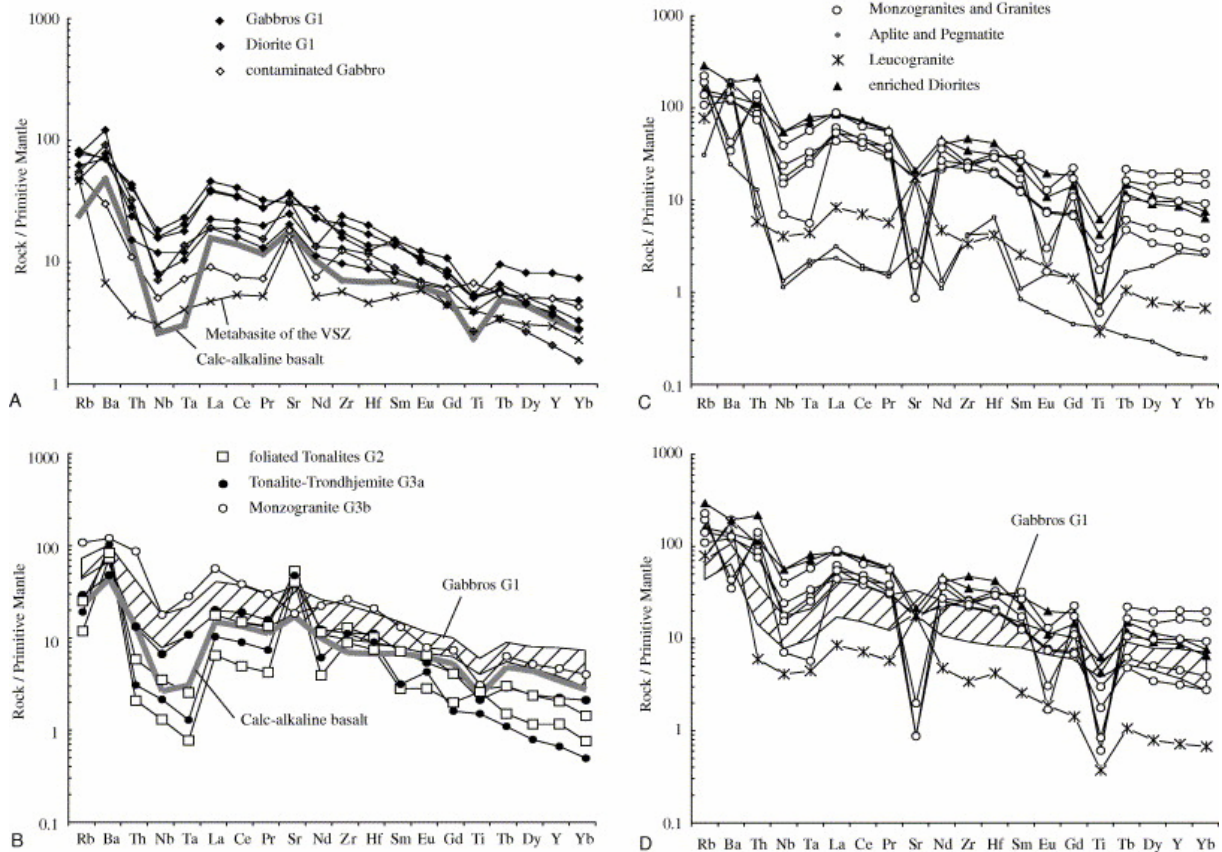 1000
100
10
1
Rock / Primitive Mantle
Gabbros G1
Diorite G1
contaminated Gabbro
Metabasite of the VSZ
Calc-alkaline basalt
A
Rb Ba Th Nb Ta La Ce Pr Sr Nd Zr Hf Sm Eu Gd Ti Tb Dy Y Yb
1000
100
10
1
0.1
Rock / Primitive Mantle
Monzogranites and Granites
Aplite and Pegmatite
Leucogranite
enriched Diorites
C
Rb Ba Th Nb Ta La Ce Pr Sr Nd Zr Hf Sm Eu Gd Ti Tb Dy Y Yb
1000
100
10
1
0.1
Rock / Primitive Mantle
foliated Tonalites G2
Tonalite-Trondhjemite G3a
Monzogranite G3b
Gabbros G1
Calc-alkaline basalt
B
Rb Ba Th Nb Ta La Ce Pr Sr Nd Zr Hf Sm Eu Gd Ti Tb Dy Y Yb
1000
100
10
1
0.1
Rock / Primitive Mantle
Gabbros G1
D
Rb Ba Th Nb Ta La Ce Pr Sr Nd Zr Hf Sm Eu Gd Ti Tb Dy Y Yb